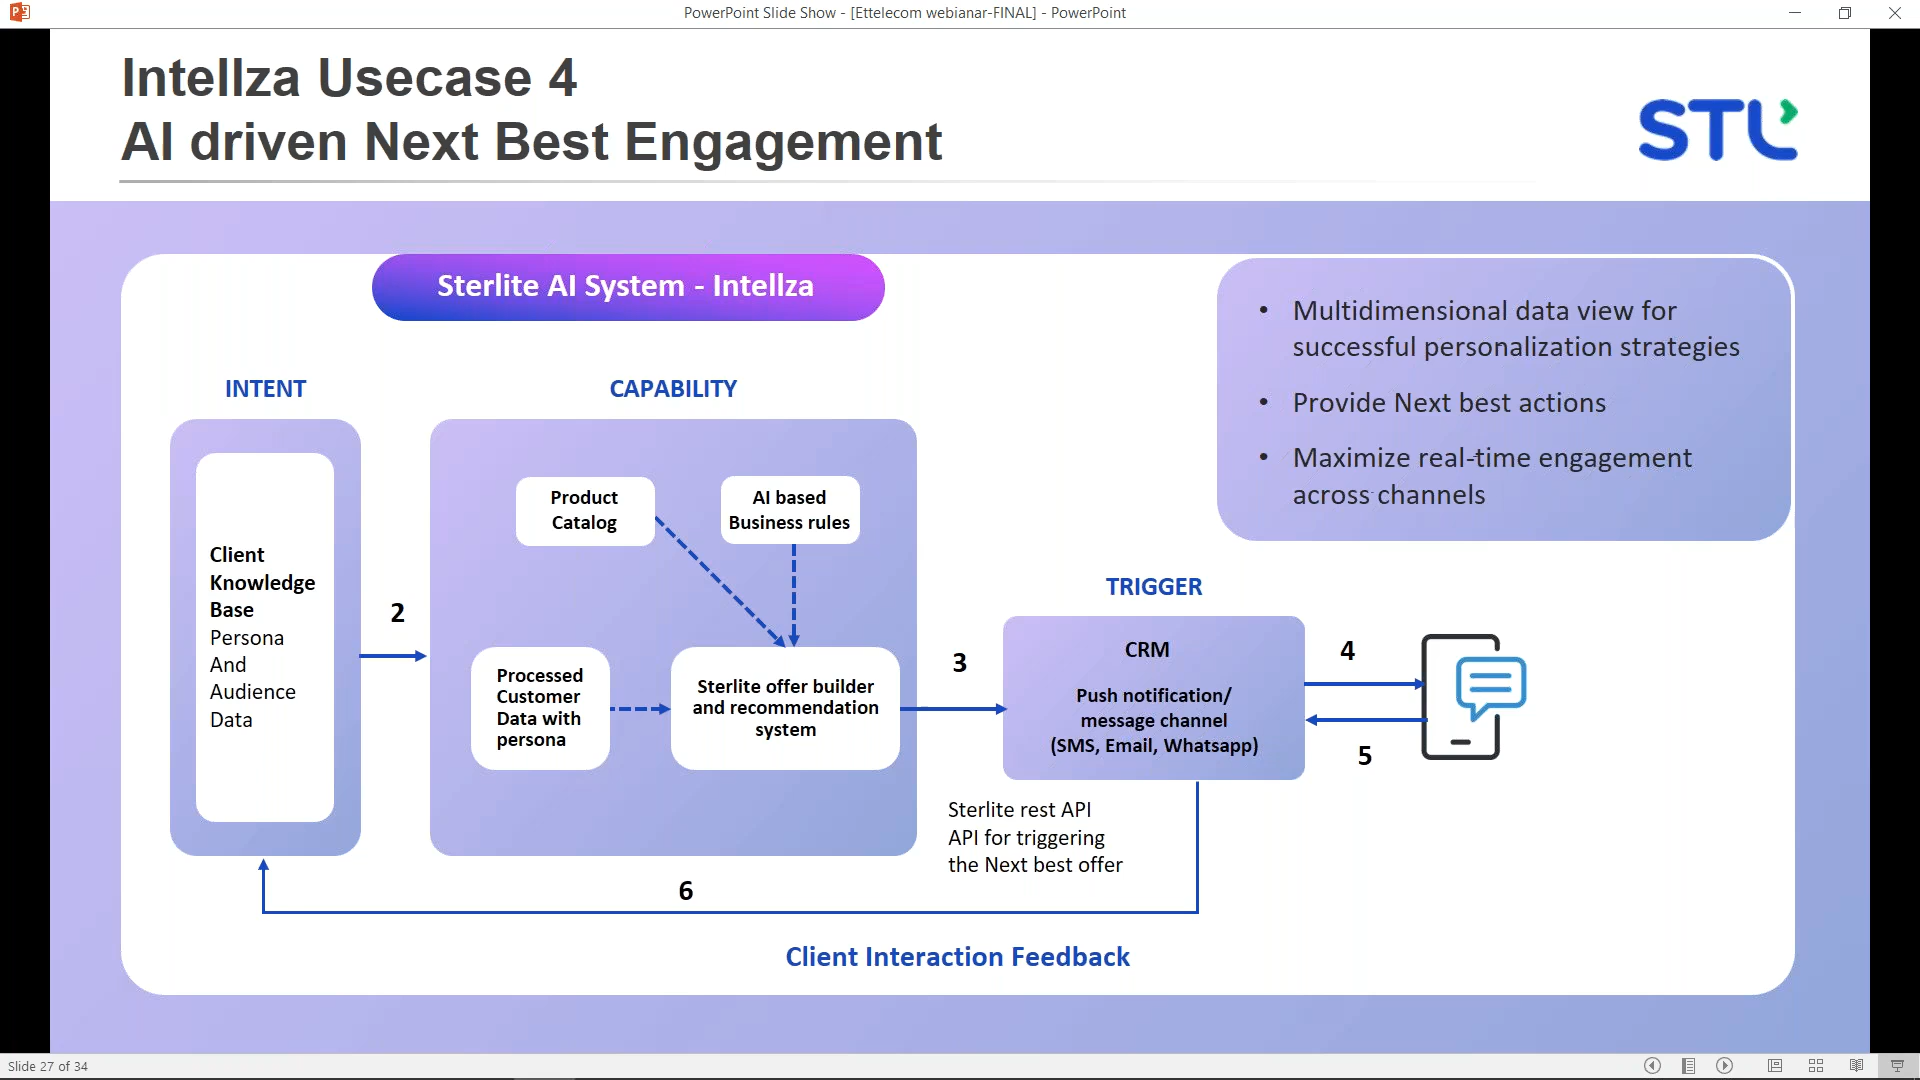 PowerPoint Slide Show - [Ettelecom webianar-FINAL] - PowerPoint
Intellza Usecase 4
AI driven Next Best Engagement
STL
Sterlite AI System - Intellza
• Multidimensional data view for
successful personalization strategies
• Provide Next best actions
• Maximize real-time engagement
across channels
INTENT
CAPABILITY
Client
Knowledge
Base
Persona
And
Audience
Data
2
Product
Catalog
AI based
Business rules
Processed
Customer
Data with
persona
Sterlite offer builder
and recommendation
system
3
TRIGGER
CRM
Push notification/
message channel
(SMS, Email, Whatsapp)
4
5
Sterlite rest API
API for triggering
the Next best offer
6
Client Interaction Feedback
Slide 27 of 34